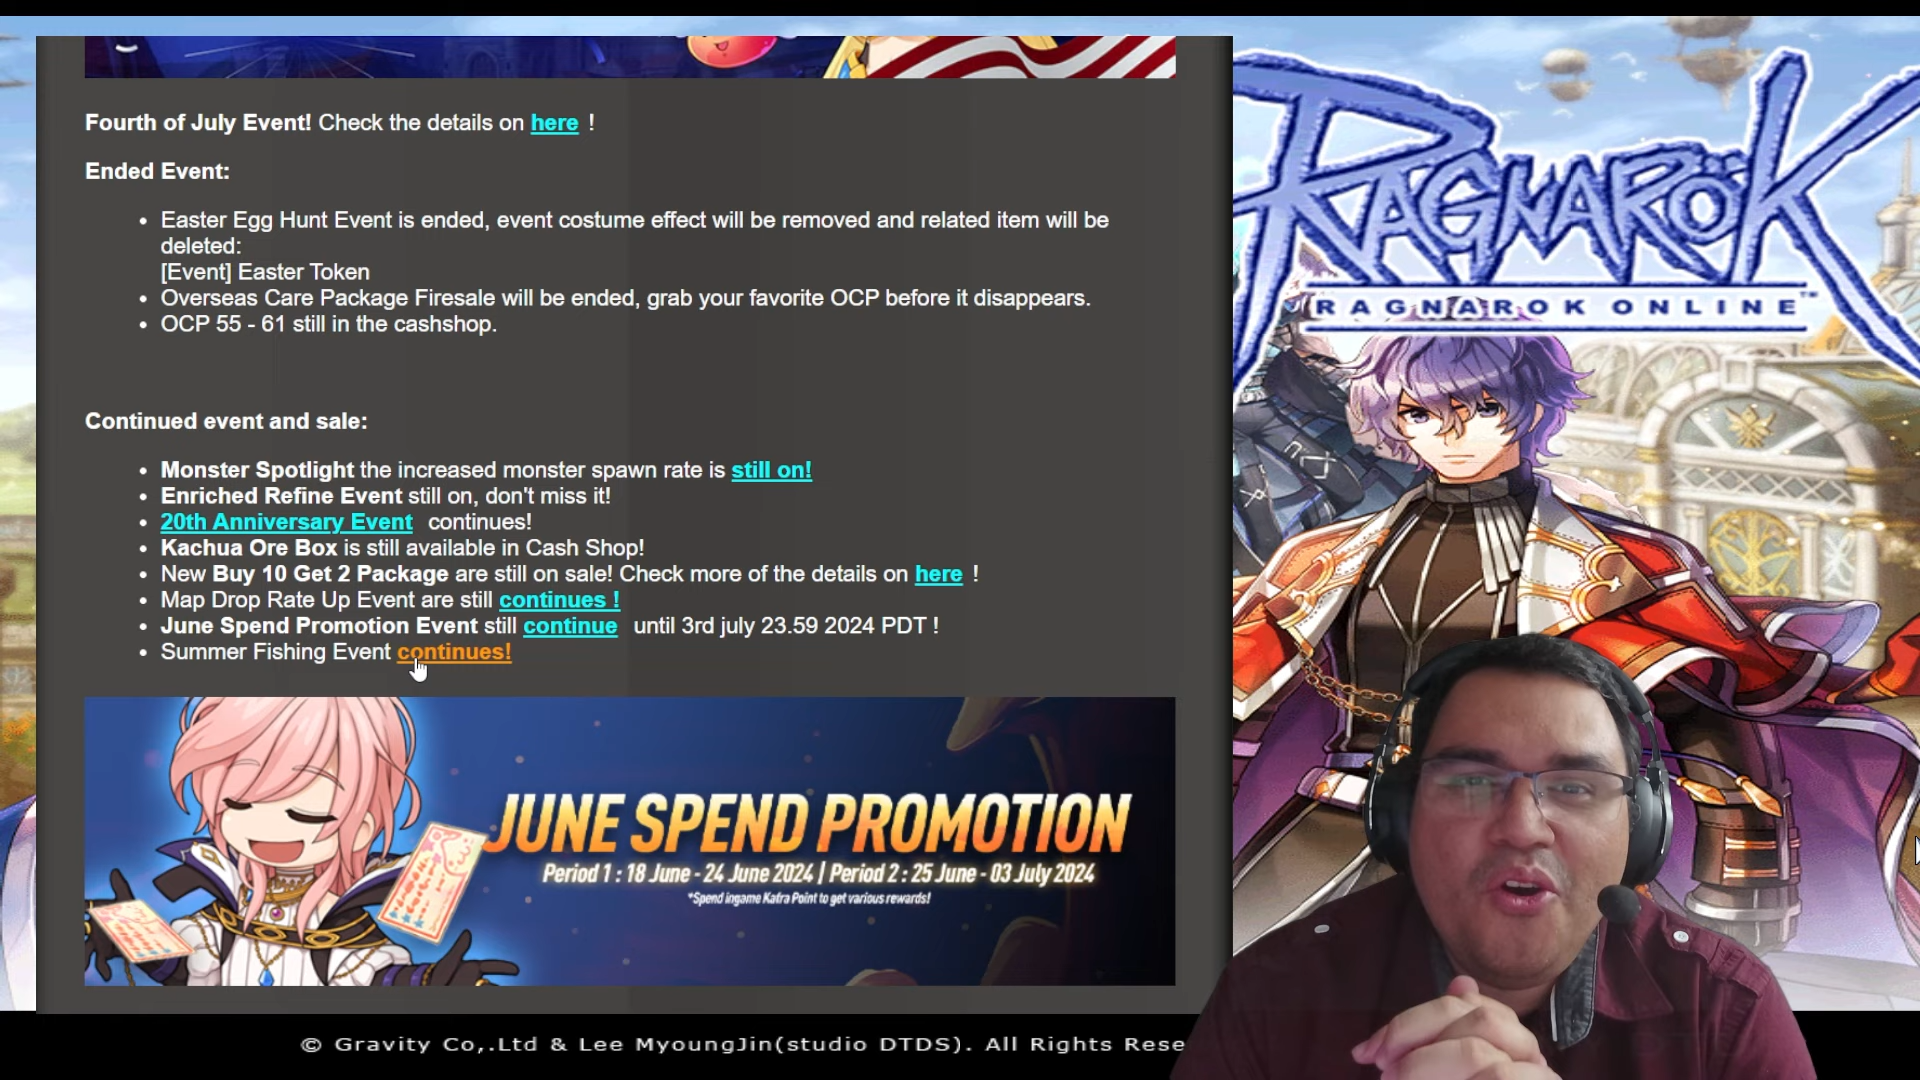 Fourth of July Event! Check the details on here !
Ended Event:
• Easter Egg Hunt Event is ended, event costume effect will be removed and related item will be
deleted:
[Event] Easter Token
• Overseas Care Package Firesale will be ended, grab your favorite OCP before it disappears.
• OCP 55 - 61 still in the cashshop.
Continued event and sale:
• Monster Spotlight the increased monster spawn rate is still on!
• Enriched Refine Event still on, don't miss it!
• 20th Anniversary Event continues!
• Kachua Ore Box is still available in Cash Shop!
• New Buy 10 Get 2 Package are still on sale! Check more of the details on here !
• Map Drop Rate Up Event are still continues !
• June Spend Promotion Event still continue until 3rd july 23.59 2024 PDT !
• Summer Fishing Event continues!
JUNE SPEND PROMOTION
Period 1 : 18 June - 24 June 2024 | Period 2 : 25 June - 03 July 2024
*Spend ingame Kafra Point to get various rewards!
© Gravity Co,.Ltd & Lee MyoungJin(studio DTDS). All Rights Rese
RAGNARÖK
RAGNAROK ONLINE™